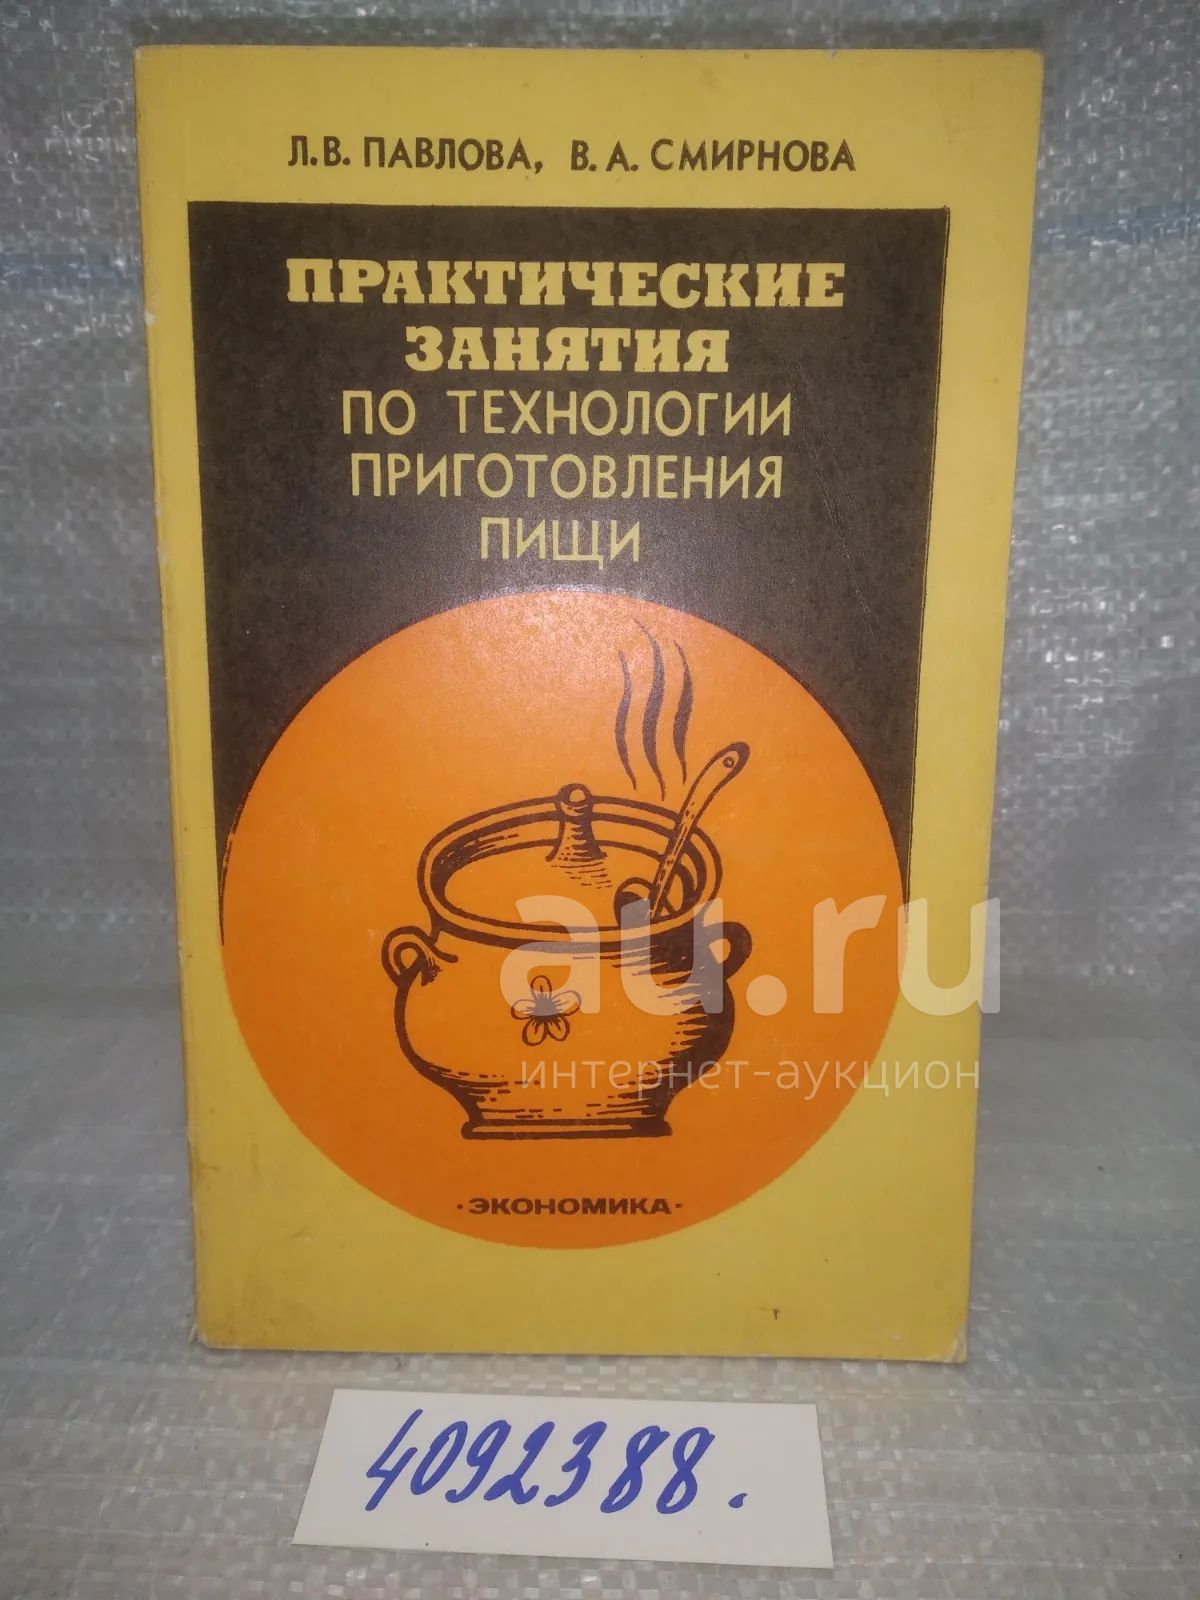 Л.В. ПАВЛОВА, В.А. СМИРНОВА
ПРАКТИЧЕСКИЕ
ЗАНЯТИЯ
ПО ТЕХНОЛОГИИ
ПРИГОТОВЛЕНИЯ
ПИЩИ
au.ru
интернет-аукцион
·ЭКОНОМИКА·
4092388.